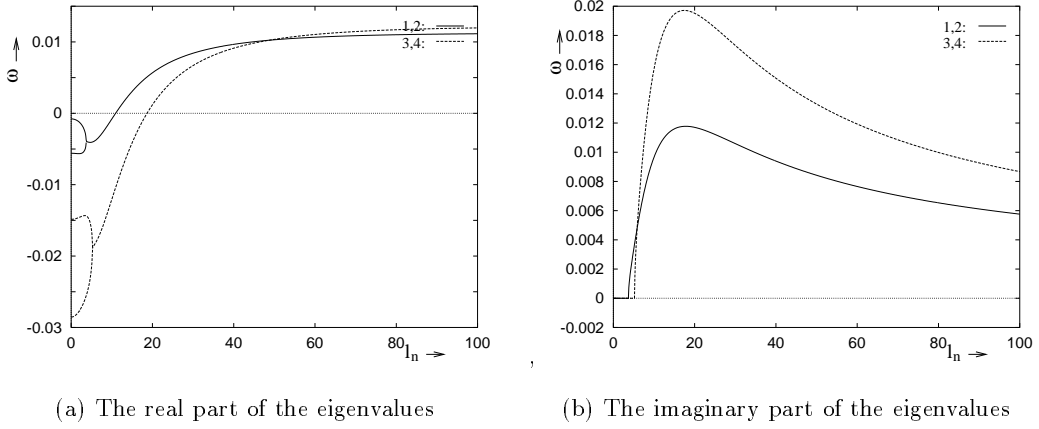 0.01
0
-0.01
-0.02
-0.03
0 20 40 60 80 100
ω
1,2:
3,4:
l_n
,
0.02
0.018
0.016
0.014
0.012
0.01
0.008
0.006
0.004
0.002
0
-0.002
0 20 40 60 80 100
ω
1,2:
3,4:
l_n
(a) The real part of the eigenvalues
(b) The imaginary part of the eigenvalues